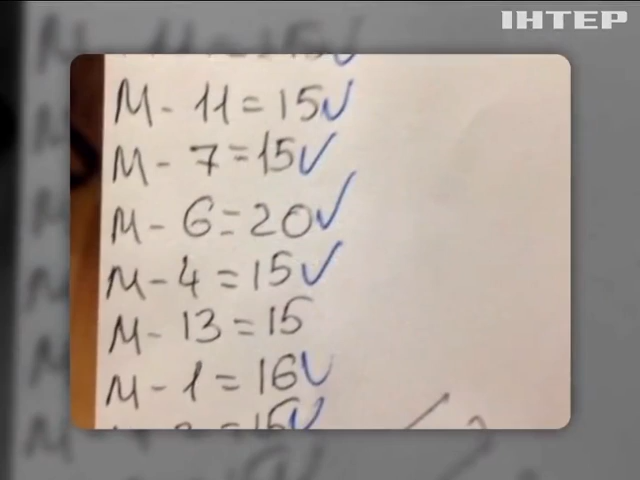 ІНТЕР
М - 11 = 15✓
М - 7 = 15✓
М - 6 = 20✓
М - 4 = 15✓
М - 13 = 15
М - 1 = 16✓